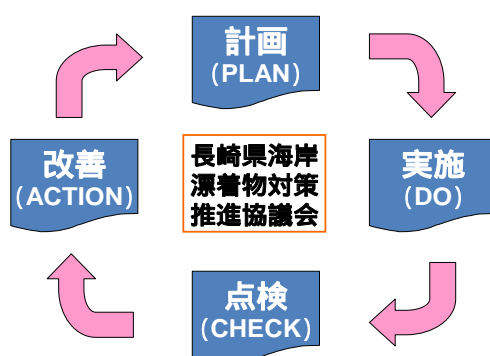 計画
(PLAN)
改善
(ACTION)
長崎県海岸
漂着物対策
推進協議会
実施
(DO)
点検
(CHECK)